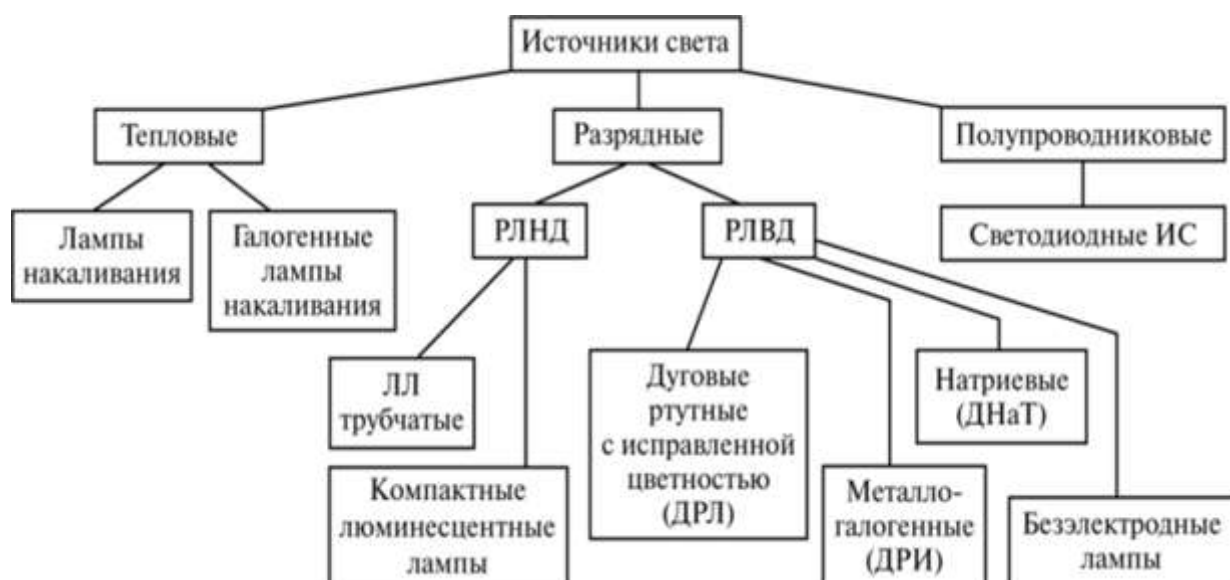 Источники света
Тепловые
Разрядные
Полупроводниковые
Лампы
накаливания
Галогенные
лампы
накаливания
РЛНД
РЛВД
Светодиодные ИС
ЛЛ
трубчатые
Компактные
люминесцентные
лампы
Дуговые
ртутные
с исправленной
цветностью
(ДРЛ)
Металло-
галогенные
(ДРИ)
Натриевые
(ДНаТ)
Безэлектродные
лампы